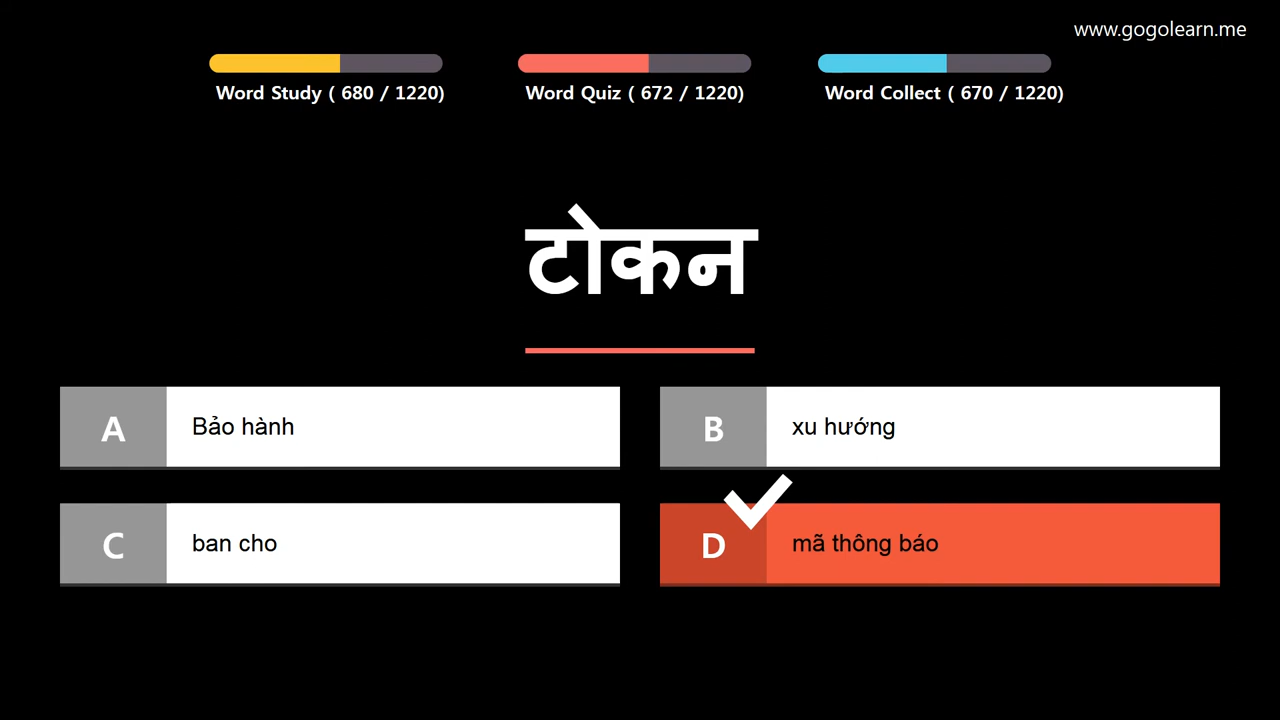 www.gogolearn.me
Word Study ( 680 / 1220)
Word Quiz ( 672 / 1220)
Word Collect ( 670 / 1220)
टोकन
A Bảo hành
B xu hướng
C ban cho
D mã thông báo